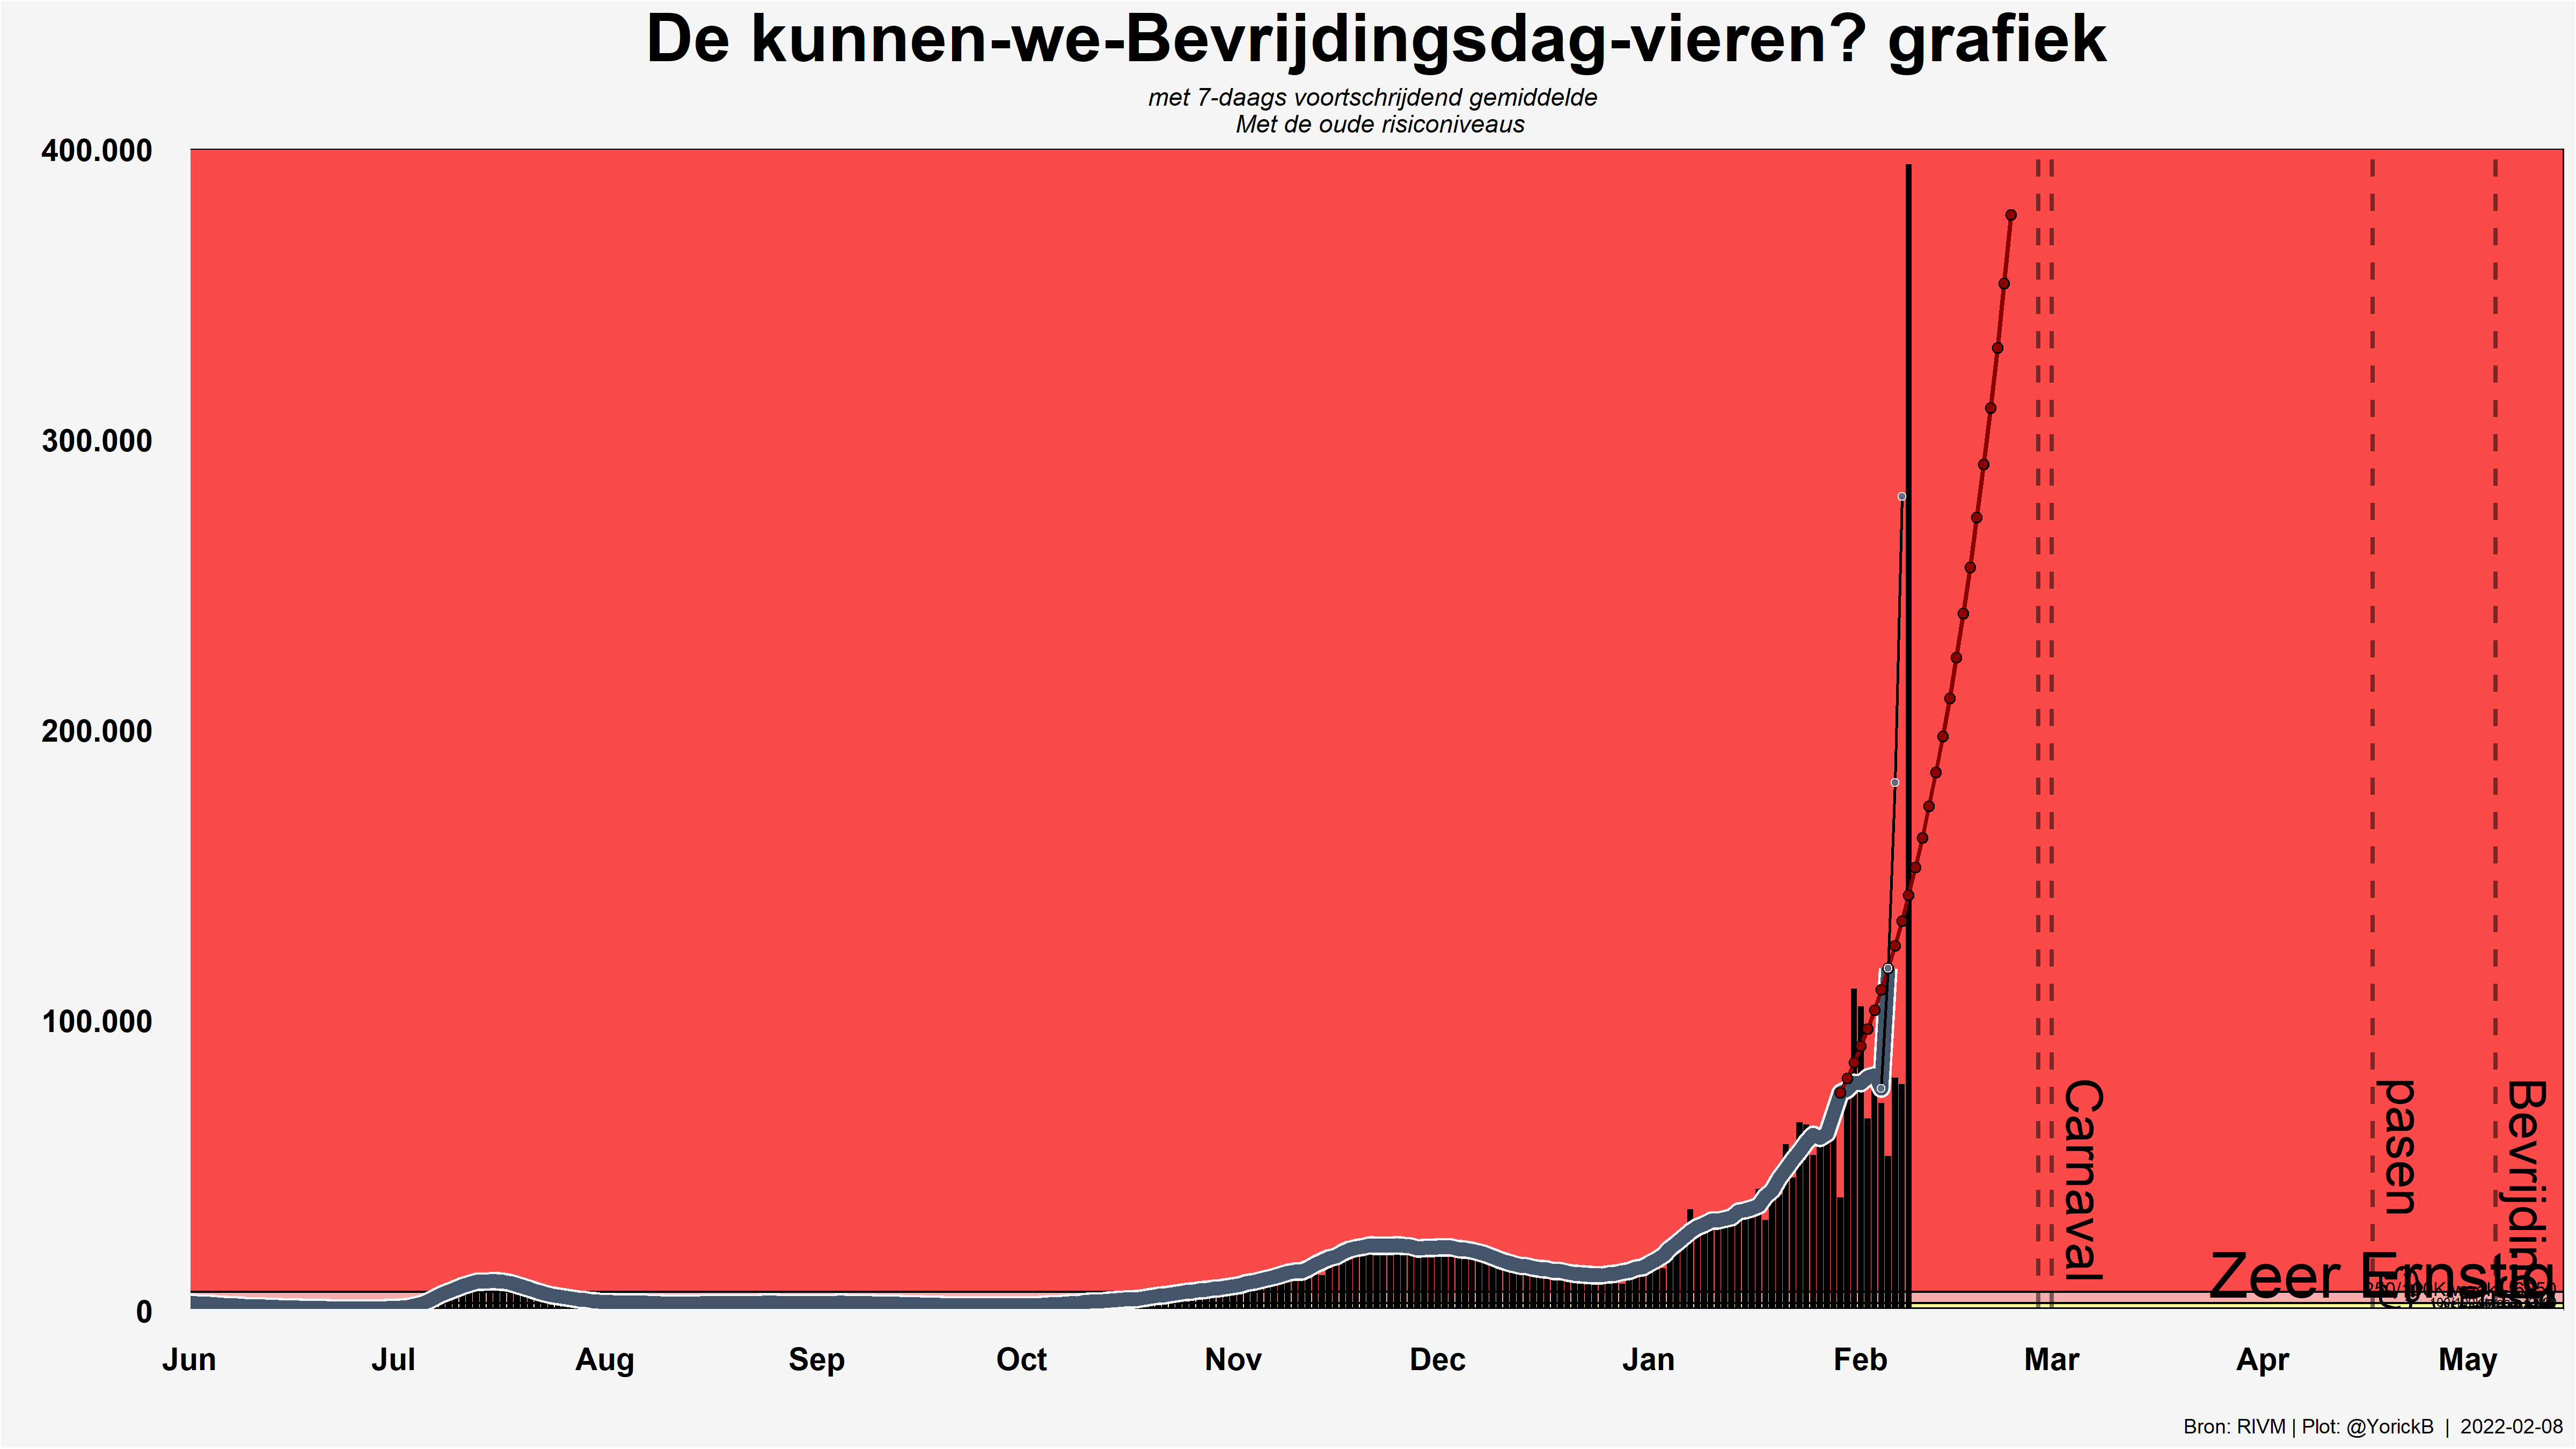 De kunnen-we-Bevrijdingsdag-vieren? grafiek
met 7-daags voortschrijdend gemiddelde
Met de oude risiconiveaus
400.000
300.000
200.000
100.000
0
Carnaval
pasen
Zeer Ernstig
Jun Jul Aug Sep Oct Nov Dec Jan Feb Mar Apr May
Bron: RIVM | Plot: @YorickB | 2022-02-08